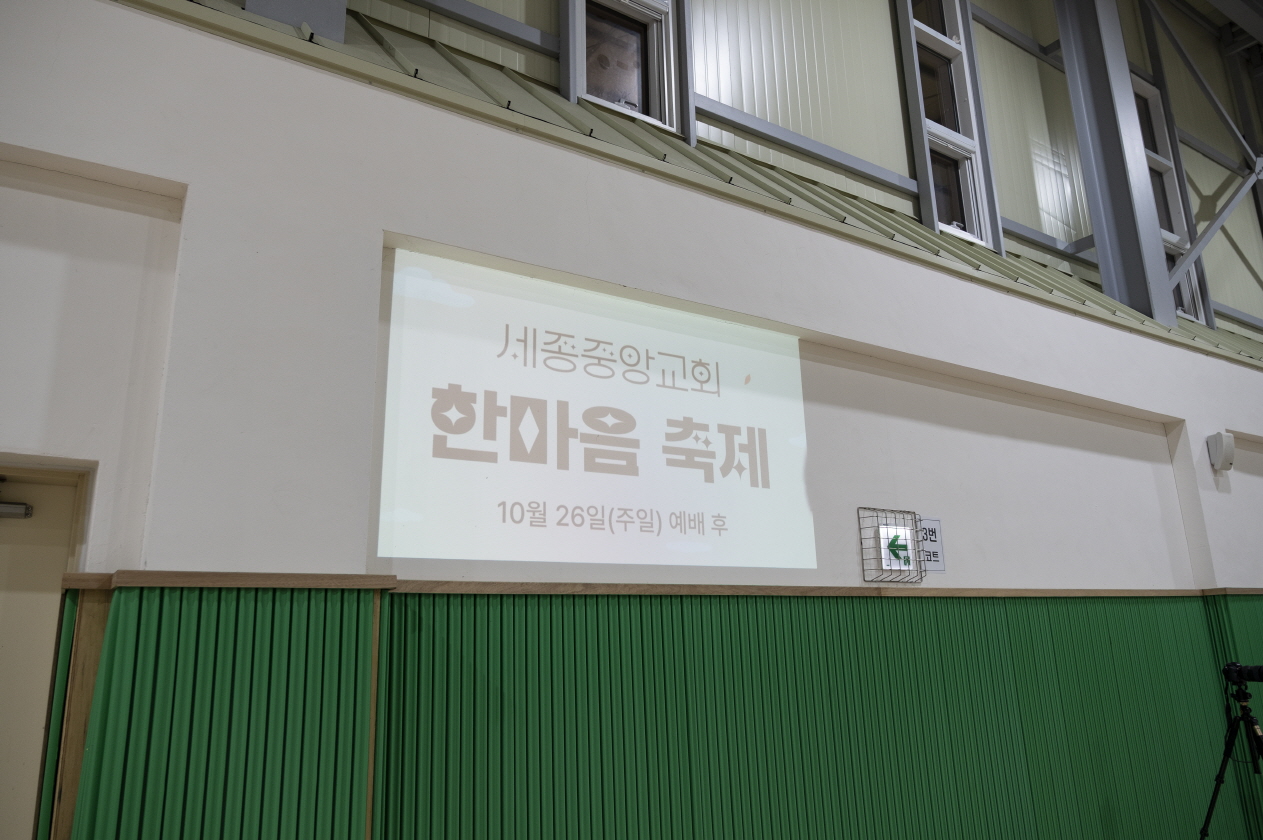 세종중앙교회
한마음 축제
10월 26일(주일) 예배 후
3번
코트